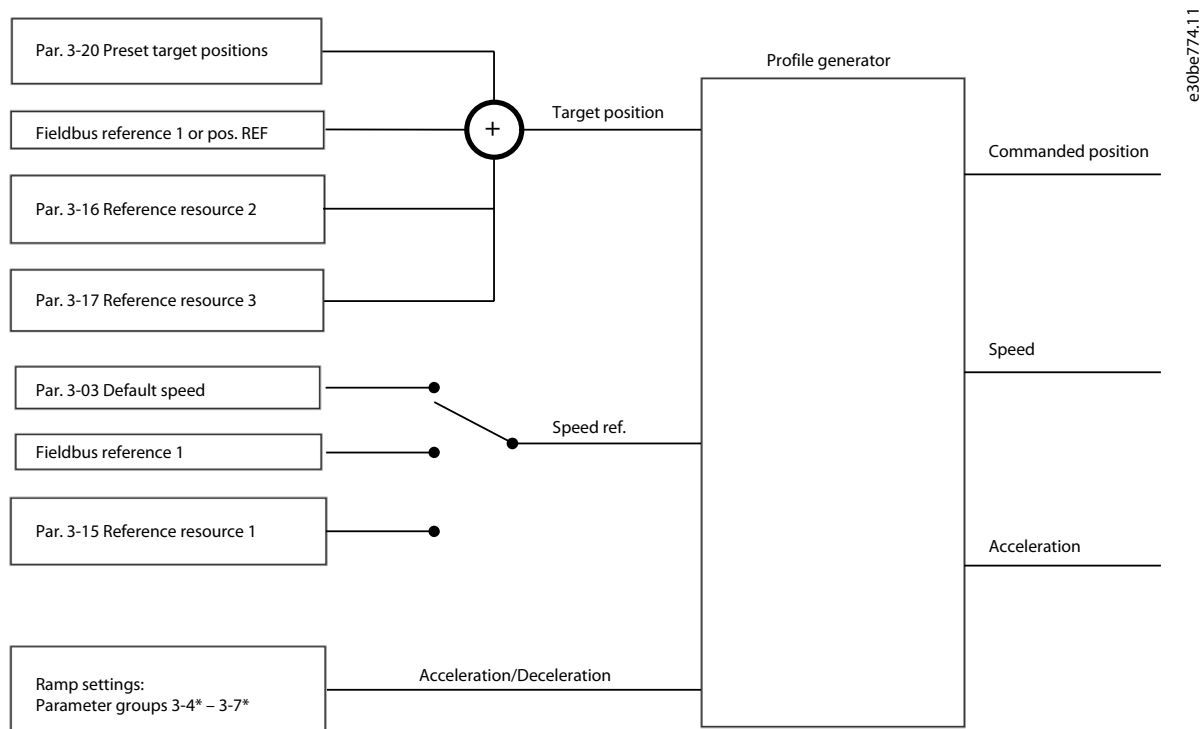 e30be774.11
Par. 3-20 Preset target positions
Profile generator
Fieldbus reference 1 or pos. REF
+
Target position
Commanded position
Par. 3-16 Reference resource 2
Par. 3-17 Reference resource 3
Speed
Par. 3-03 Default speed
Speed ref.
Fieldbus reference 1
Par. 3-15 Reference resource 1
Acceleration
Ramp settings:
Parameter groups 3-4* – 3-7*
Acceleration/Deceleration